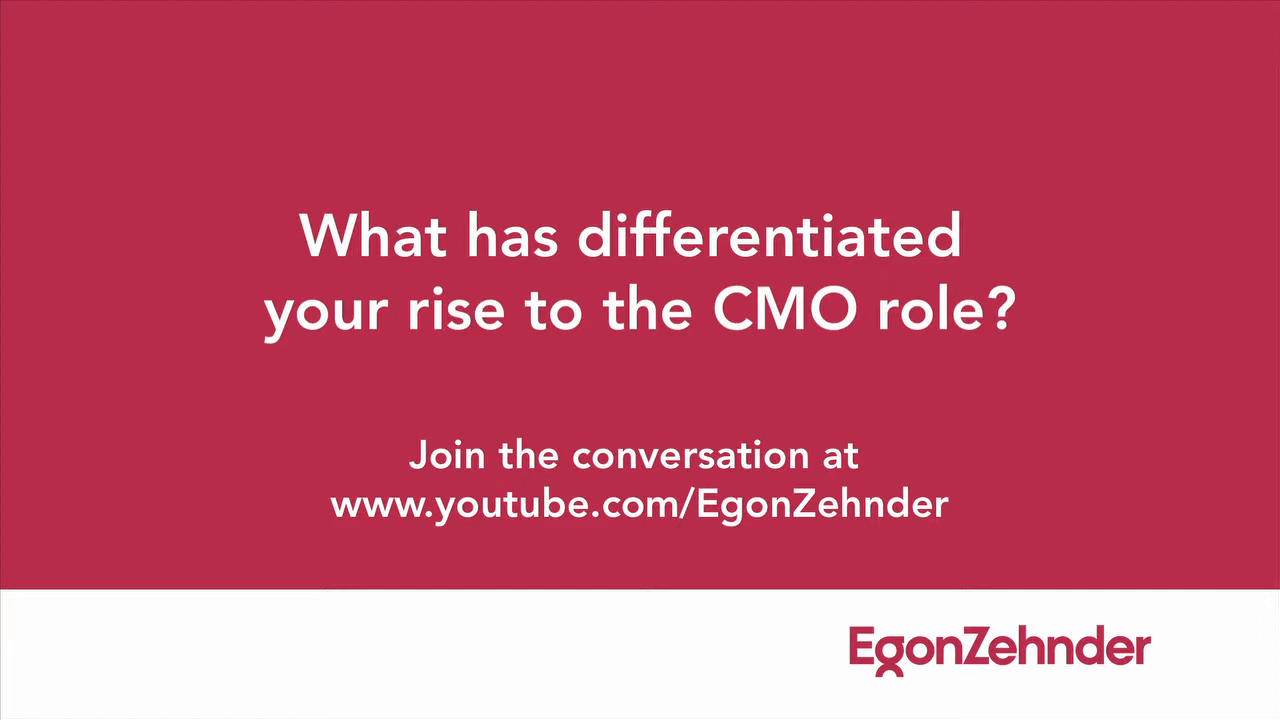 What has differentiated
your rise to the CMO role?
Join the conversation at
www.youtube.com/EgonZehnder
EgonZehnder